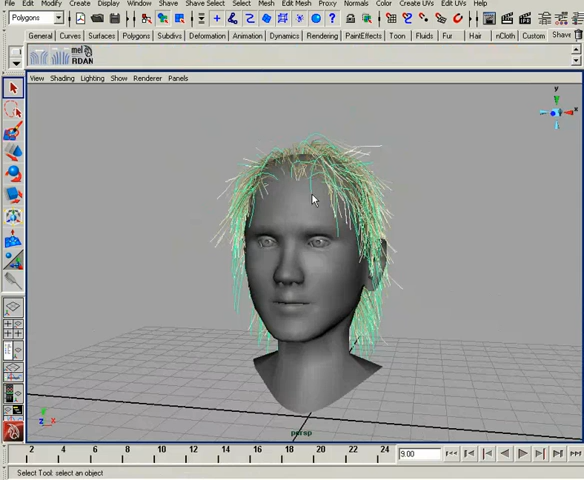 File Edit Modify Create Display Window Assets Shave Shave Select Select Mesh Edit Mesh Proxy Normals Color Create UVs Edit UVs Help
Polygons
General Curves Surfaces Polygons Subdivs Deformation Animation Dynamics Rendering PaintEffects Toon Fluids Fur nCloth Custom Shave
mel
RDAN
View Shading Lighting Show Renderer Panels
y
x
y
z x
persp
2 4 6 8 10 12 14 16 18 20 22 24 9.00
Select Tool: select an object